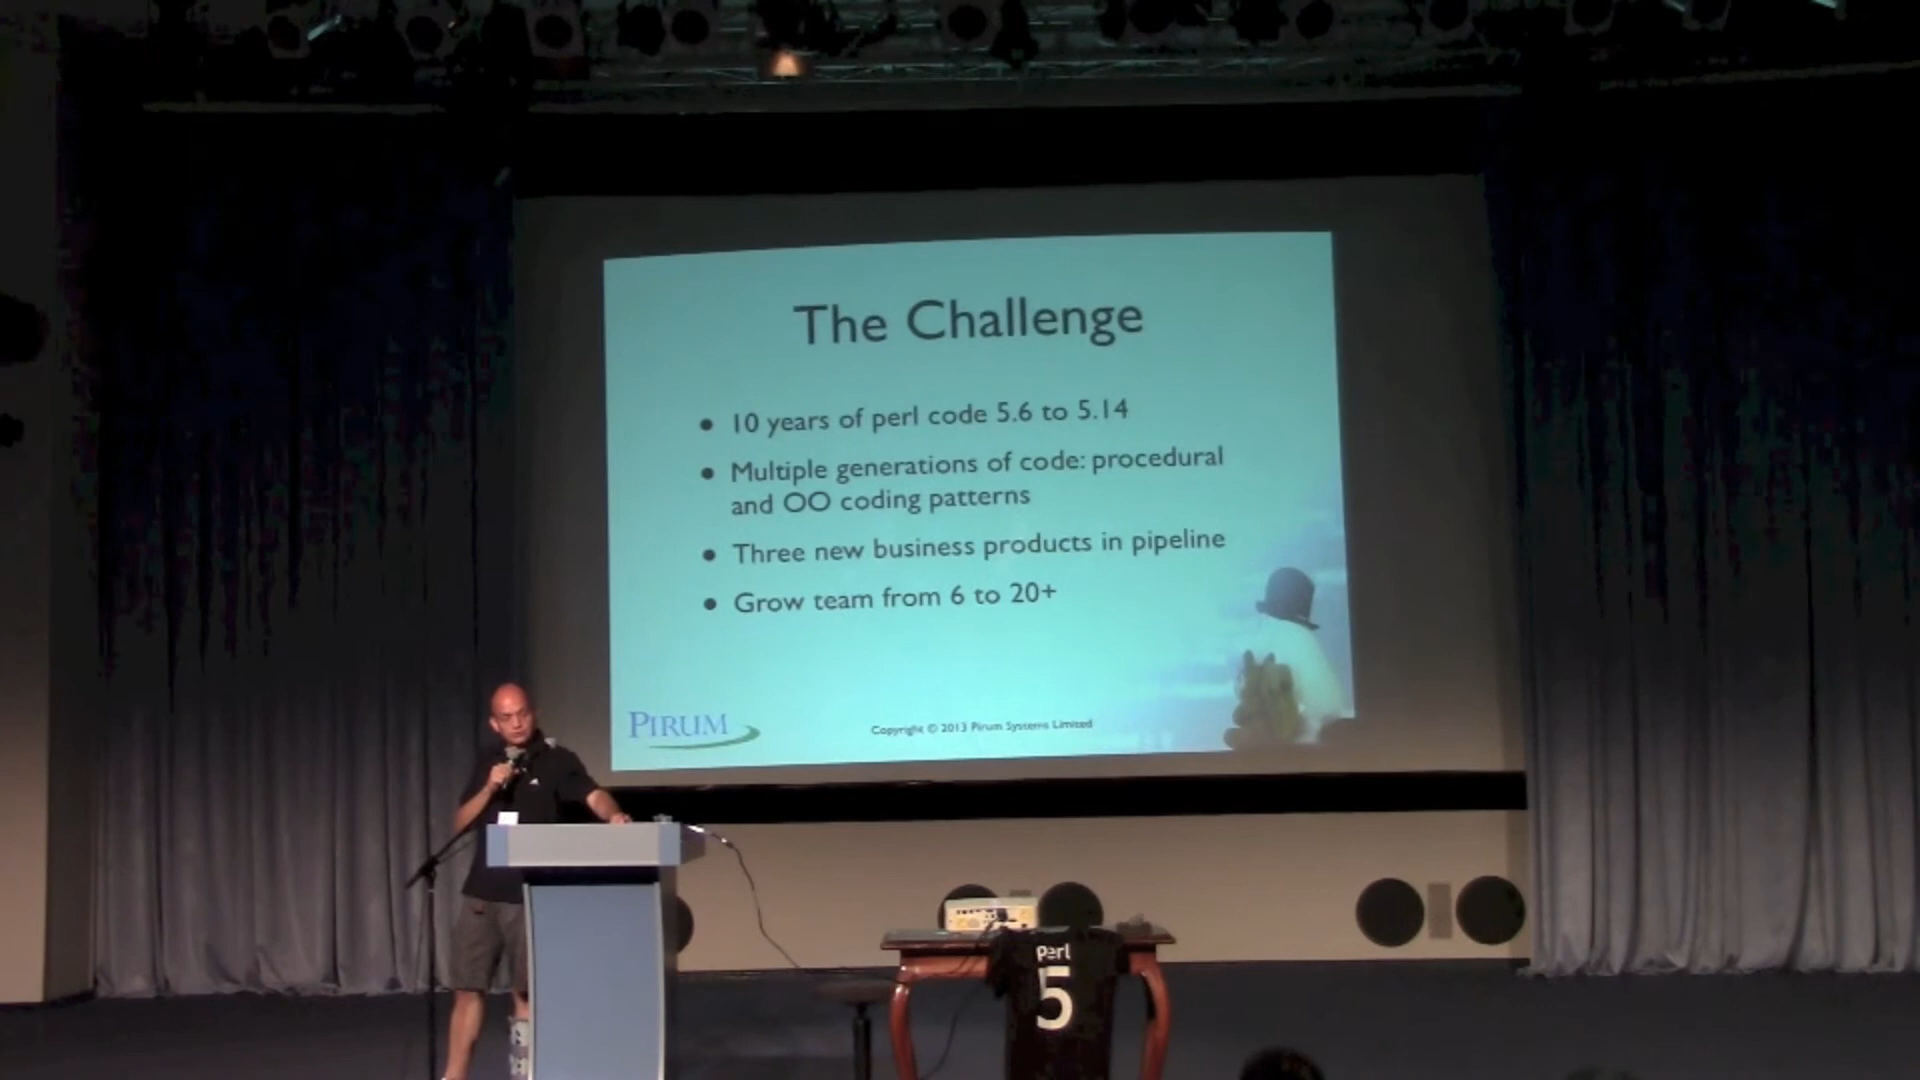 The Challenge
• 10 years of perl code 5.6 to 5.14
• Multiple generations of code: procedural
and OO coding patterns
• Three new business products in pipeline
• Grow team from 6 to 20+
PIRUM
Copyright © 2013 Pirum Systems Limited
perl
5